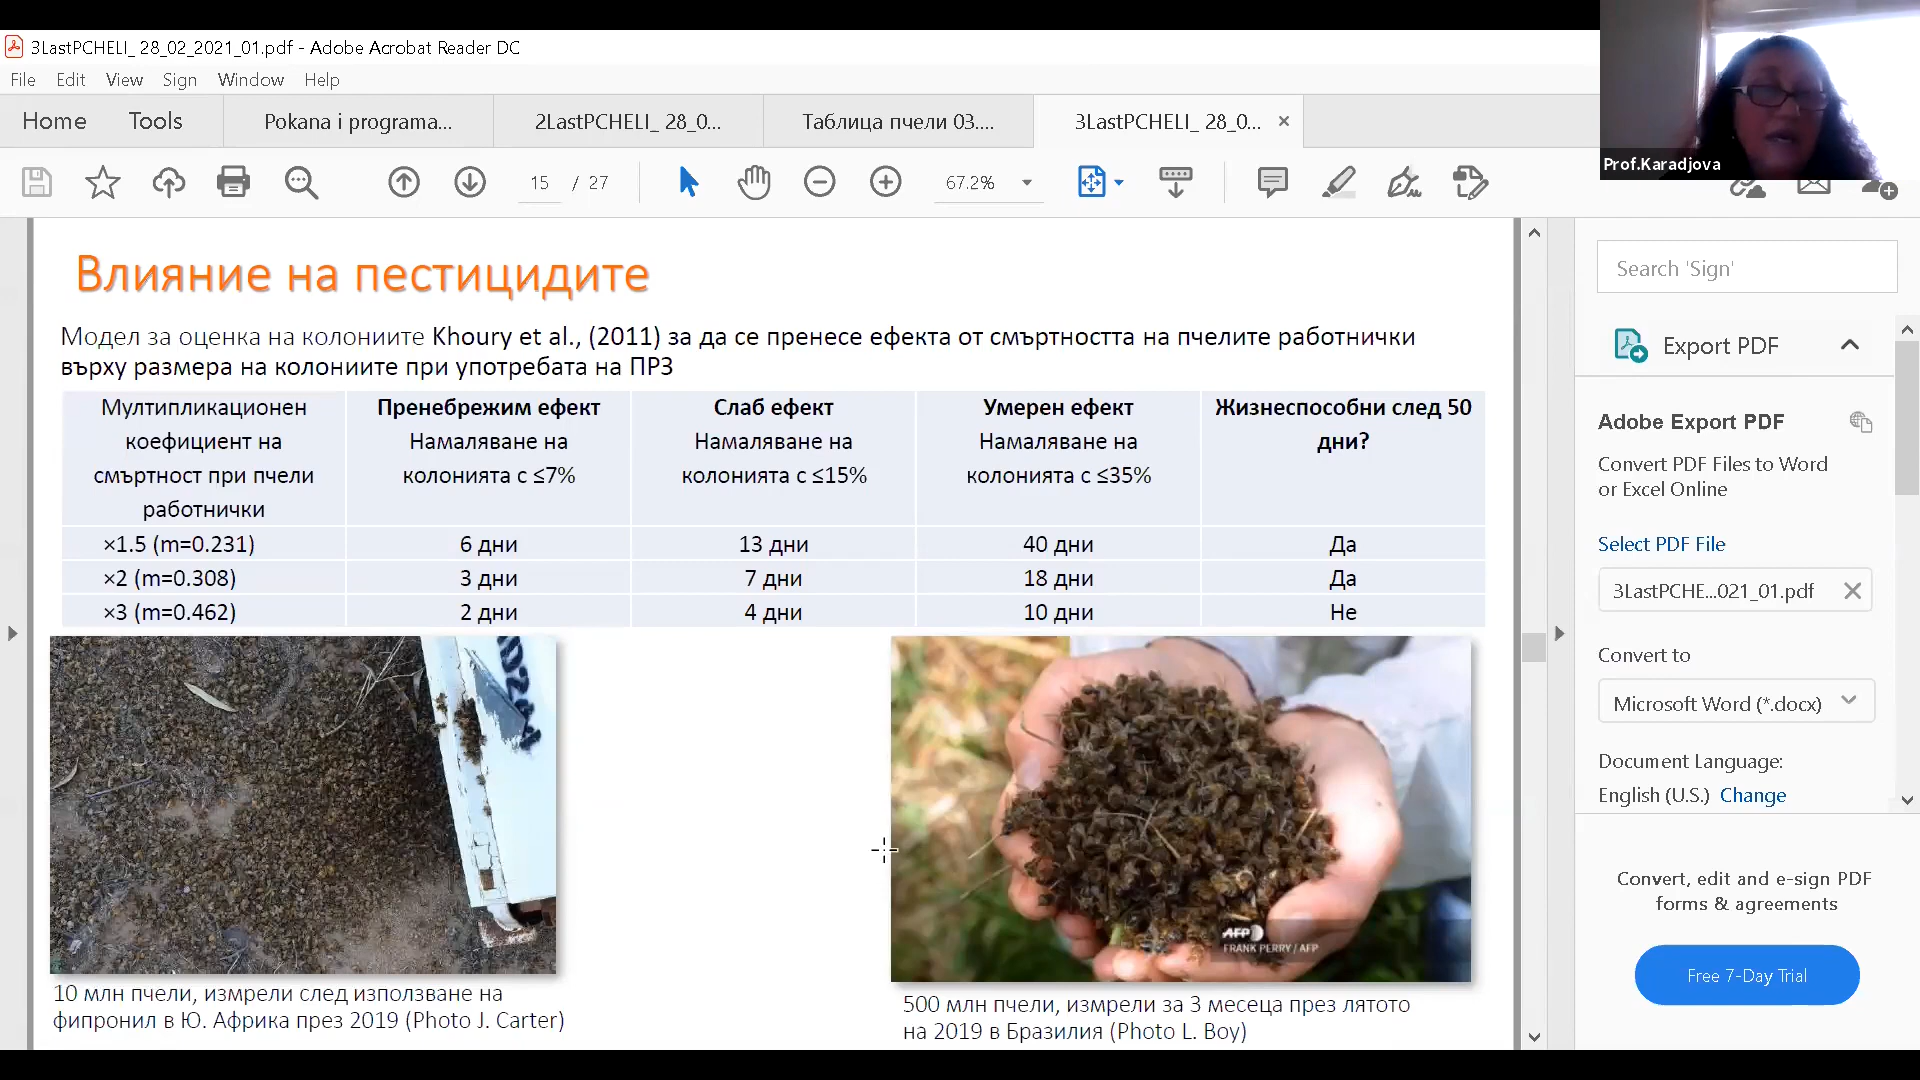 3LastPCHELI_ 28_02_2021_01.pdf - Adobe Acrobat Reader DC
File Edit View Sign Window Help
Home Tools Pokana i programa... 2LastPCHELI_ 28_0... Таблица пчели 03.... 3LastPCHELI_ 28_0... ×
15 / 27 67.2%
Prof.Karadjova
Влияние на пестицидите
Модел за оценка на колониите Khoury et al., (2011) за да се пренесе ефекта от смъртността на пчелите работнички
върху размера на колониите при употребата на ПРЗ
Мултипликационен
коефициент на
смъртност при пчели
работнички
Пренебрежим ефект
Намаляване на
колонията с ≤7%
Слаб ефект
Намаляване на
колонията с ≤15%
Умерен ефект
Намаляване на
колонията с ≤35%
Жизнеспособни след 50
дни?
×1.5 (m=0.231) 6 дни 13 дни 40 дни Да
×2 (m=0.308) 3 дни 7 дни 18 дни Да
×3 (m=0.462) 2 дни 4 дни 10 дни Не
AFP
FRANK PERRY / AFP
10 млн пчели, измрели след използване на
фипронил в Ю. Африка през 2019 (Photo J. Carter)
500 млн пчели, измрели за 3 месеца през лятото
на 2019 в Бразилия (Photo L. Boy)
Search 'Sign'
Export PDF
Adobe Export PDF
Convert PDF Files to Word
or Excel Online
Select PDF File
3LastPCHE...021_01.pdf
Convert to
Microsoft Word (*.docx)
Document Language:
English (U.S.) Change
Convert, edit and e-sign PDF
forms & agreements
Free 7-Day Trial